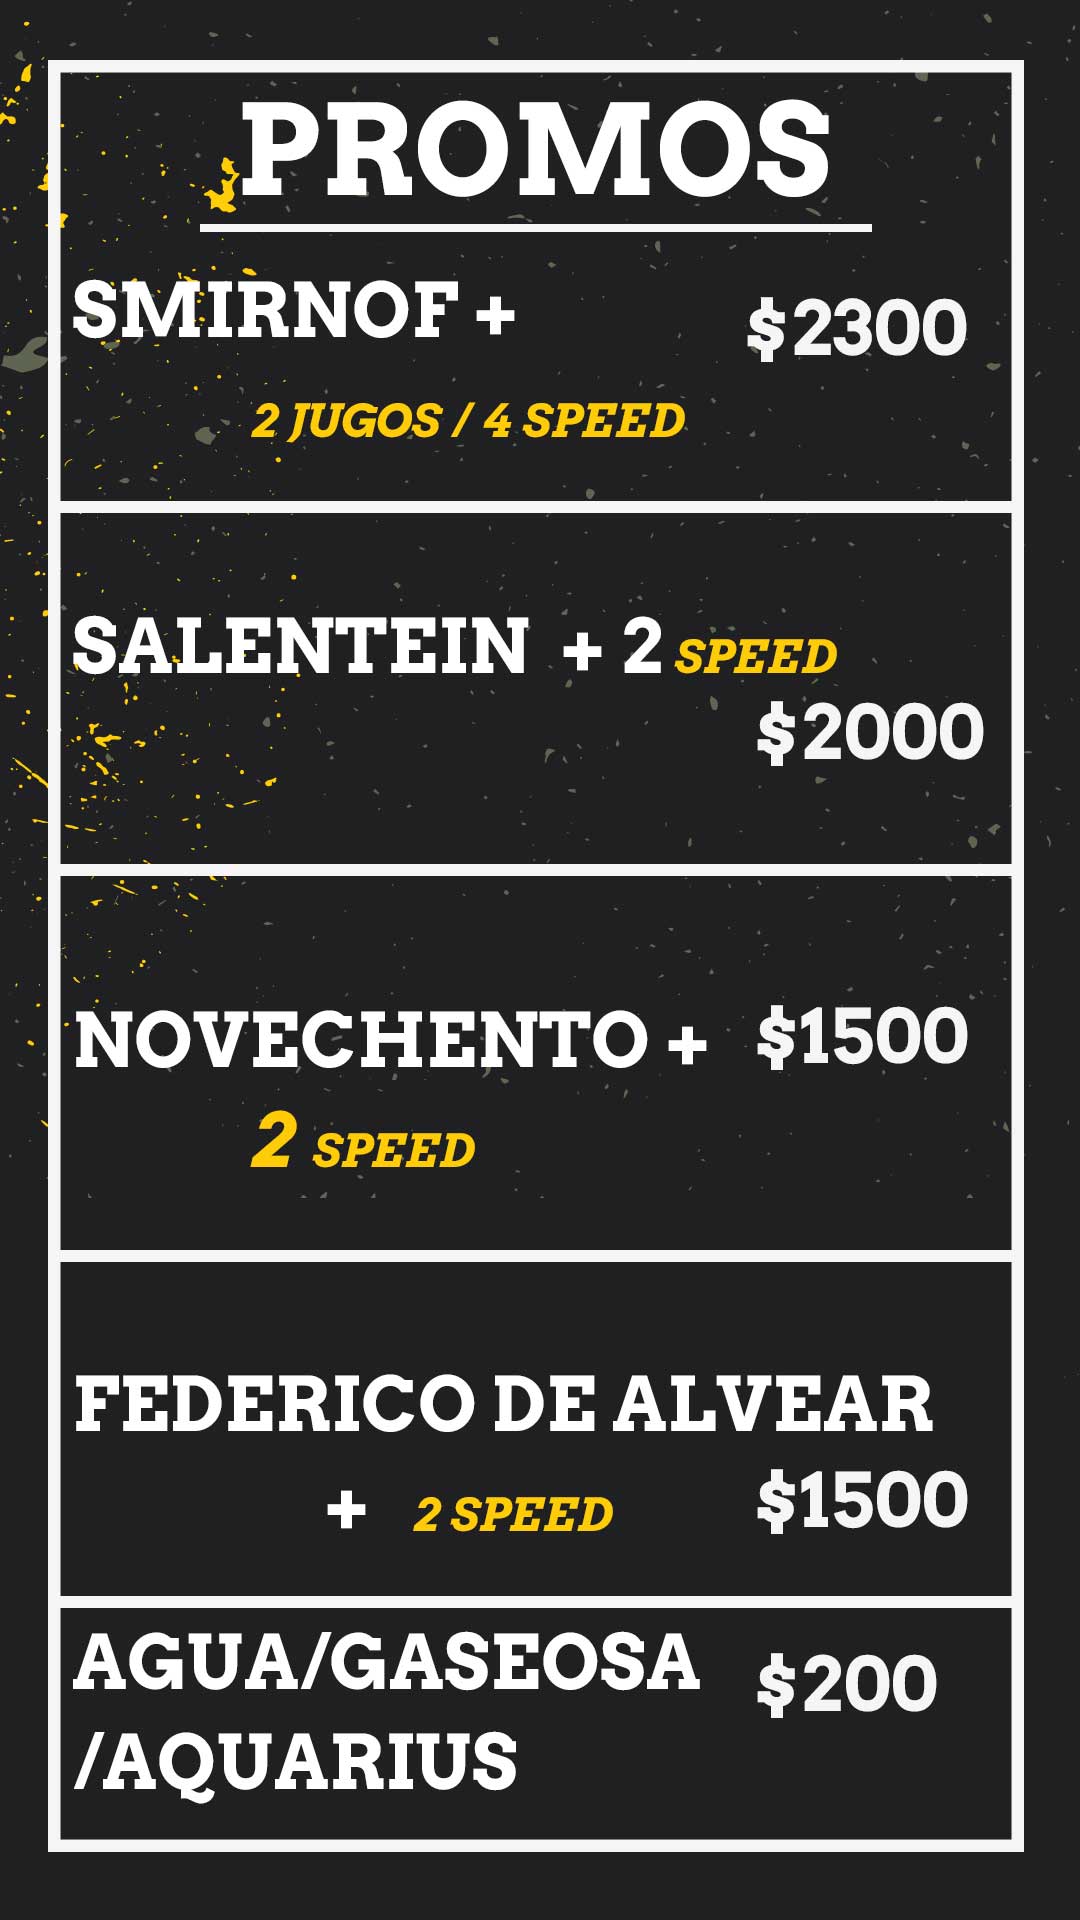 PROMOS
SMIRNOF + $2300
2 JUGOS / 4 SPEED
SALENTEIN + 2 SPEED
$2000
NOVECHENTO + $1500
2 SPEED
FEDERICO DE ALVEAR
+ 2 SPEED $1500
AGUA/GASEOSA $200
/AQUARIUS